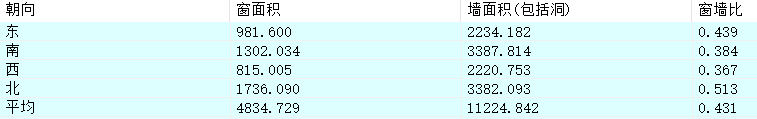 朝向 窗面积 墙面积(包括洞) 窗墙比
东 981.600 2234.182 0.439
南 1302.034 3387.814 0.384
西 815.005 2220.753 0.367
北 1736.090 3382.093 0.513
平均 4834.729 11224.842 0.431